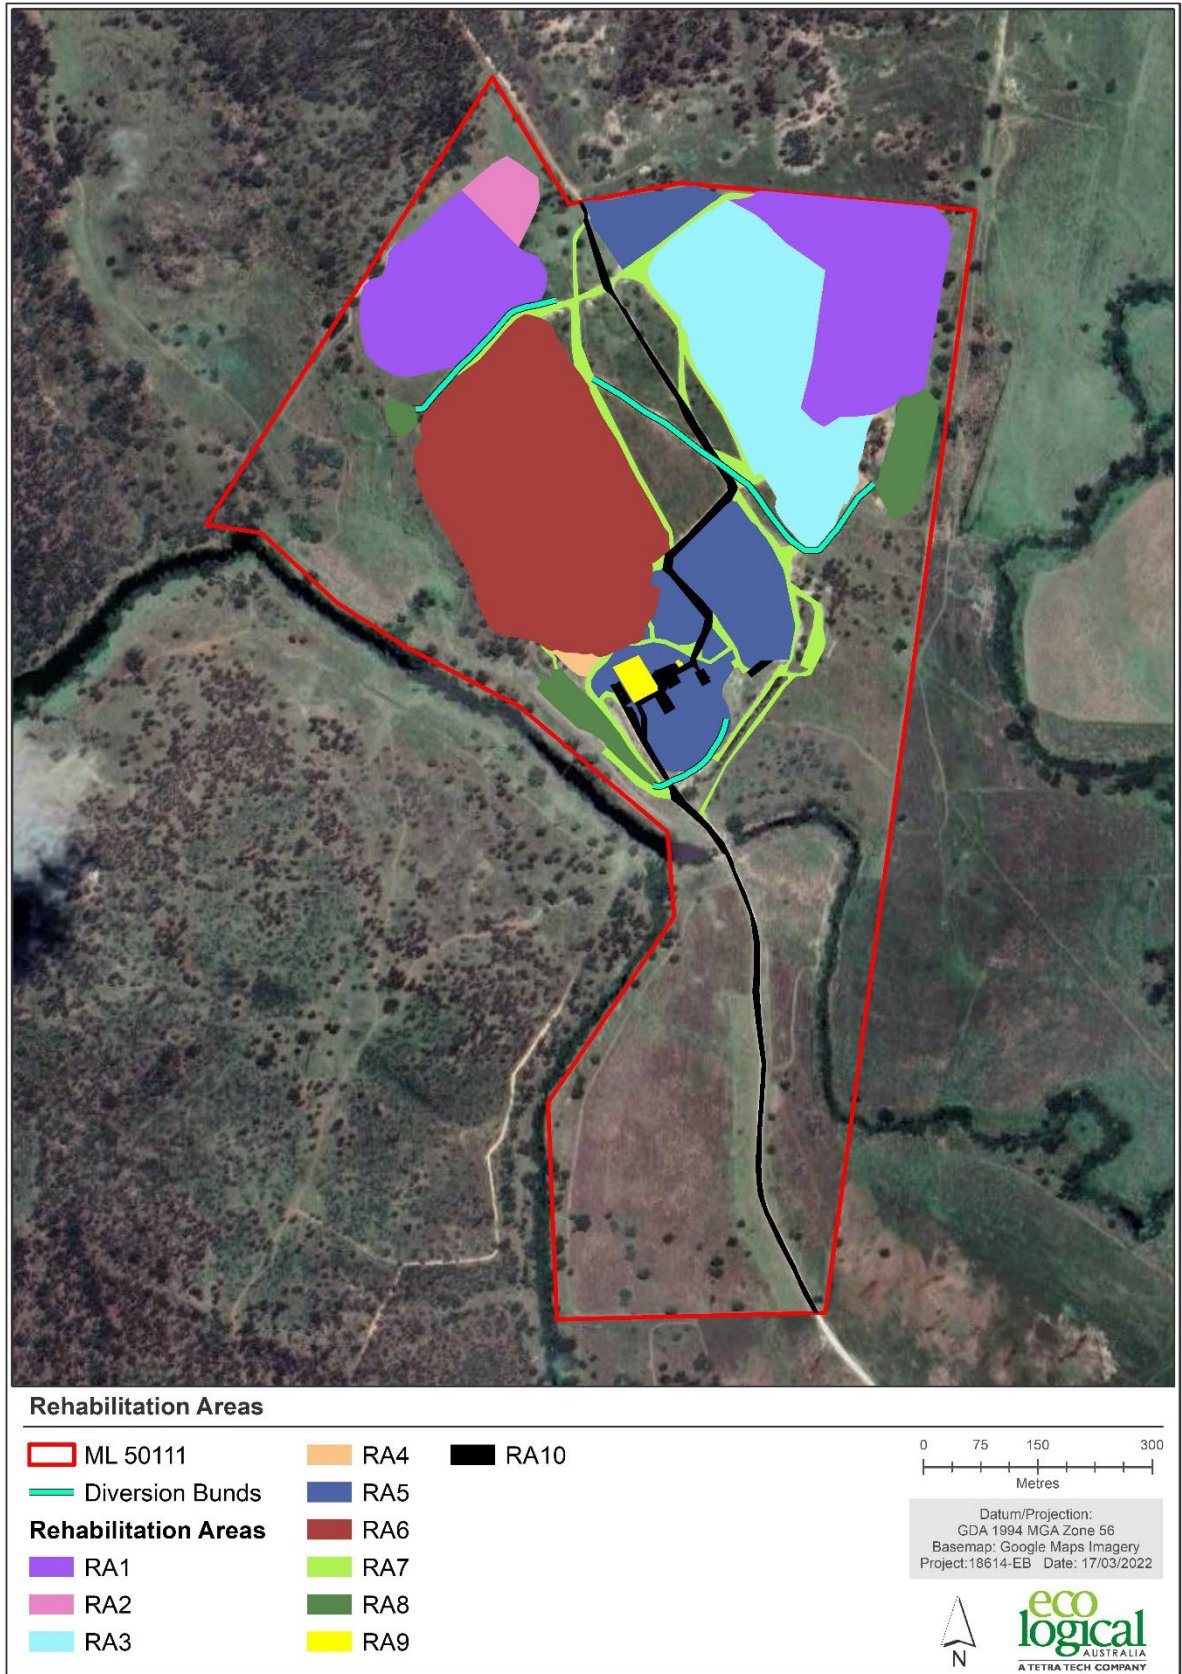 Rehabilitation Areas
ML 50111
Diversion Bunds
Rehabilitation Areas
RA1
RA2
RA3
RA4
RA5
RA6
RA7
RA8
RA9
RA10
0 75 150 300
Metres
Datum/Projection:
GDA 1994 MGA Zone 56
Basemap: Google Maps Imagery
Project:18614-EB Date: 17/03/2022
N
eco
logical
AUSTRALIA
A TETRA TECH COMPANY